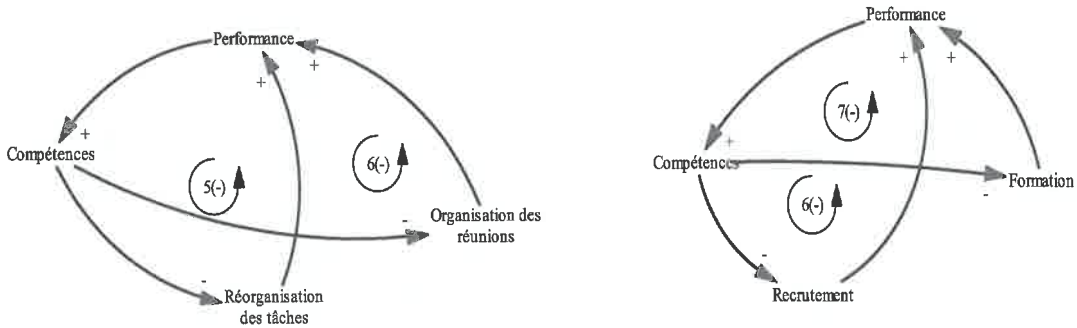 Performance
+
+
+
Compétences
5(-)
6(-)
-
Organisation des
réunions
-
Réorganisation
des tâches
Performance
+
+
7(-)
+
Compétences
6(-)
-
Formation
-
Recrutement